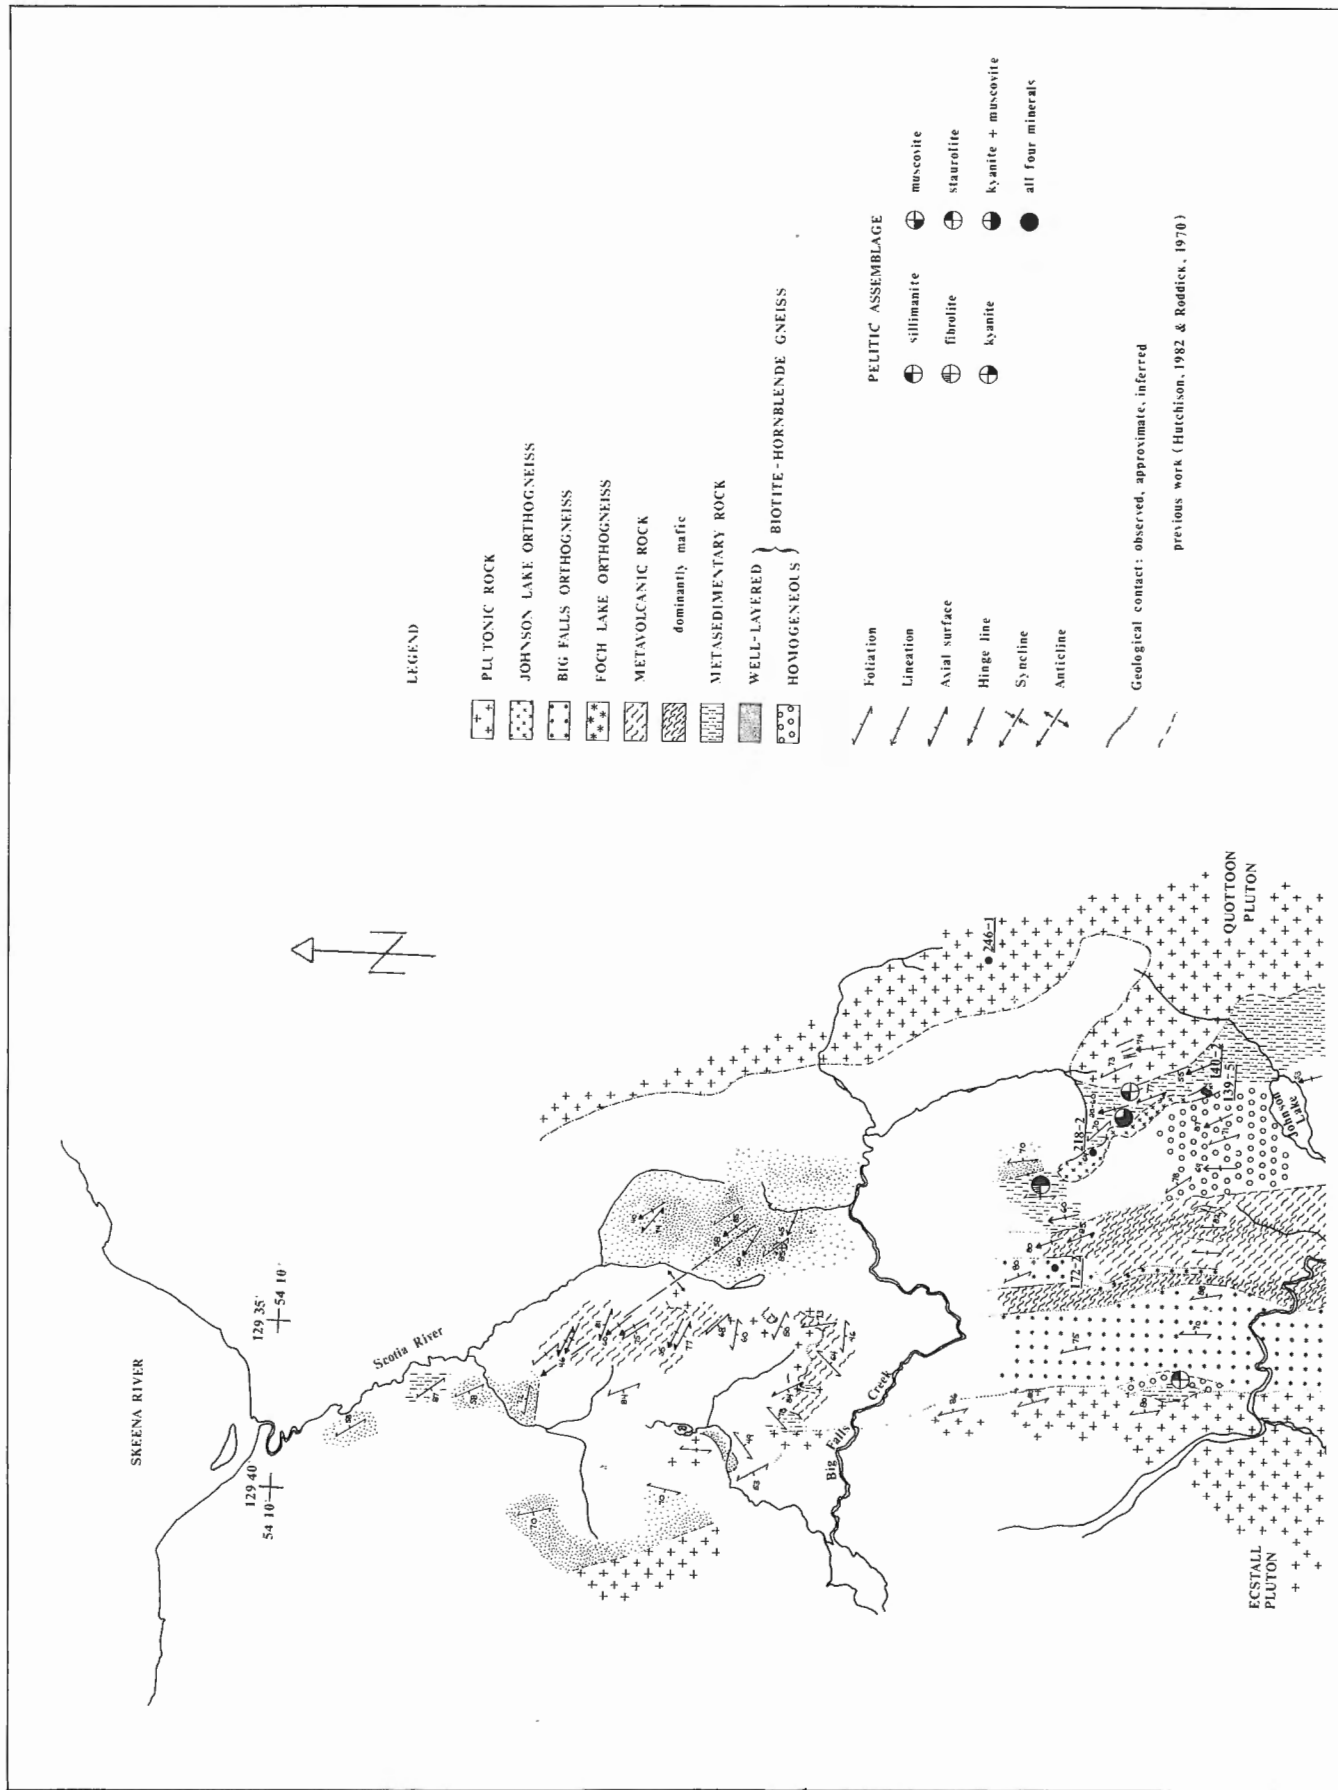 SKEENA RIVER
129 40
54 10
129 35'
54 10'
Scotia River
Big Falls Creek
246-1
218-2
172-2
140-2
139-5
Johnson Lake
QUOTTOON
PLUTON
ECSTALL
PLUTON
N
LEGEND
PLUTONIC ROCK
JOHNSON LAKE ORTHOGNEISS
BIG FALLS ORTHOGNEISS
FOCH LAKE ORTHOGNEISS
METAVOLCANIC ROCK
dominantly mafic
METASEDIMENTARY ROCK
WELL-LAYERED
HOMOGENEOUS
BIOTITE-HORNBLENDE GNEISS
Foliation
Lineation
Axial surface
Hinge line
Syncline
Anticline
PELITIC ASSEMBLAGE
sillimanite
muscovite
fibrolite
staurolite
kyanite
kyanite + muscovite
all four minerals
Geological contact: observed, approximate, inferred
previous work (Hutchison, 1982 & Roddick, 1970)